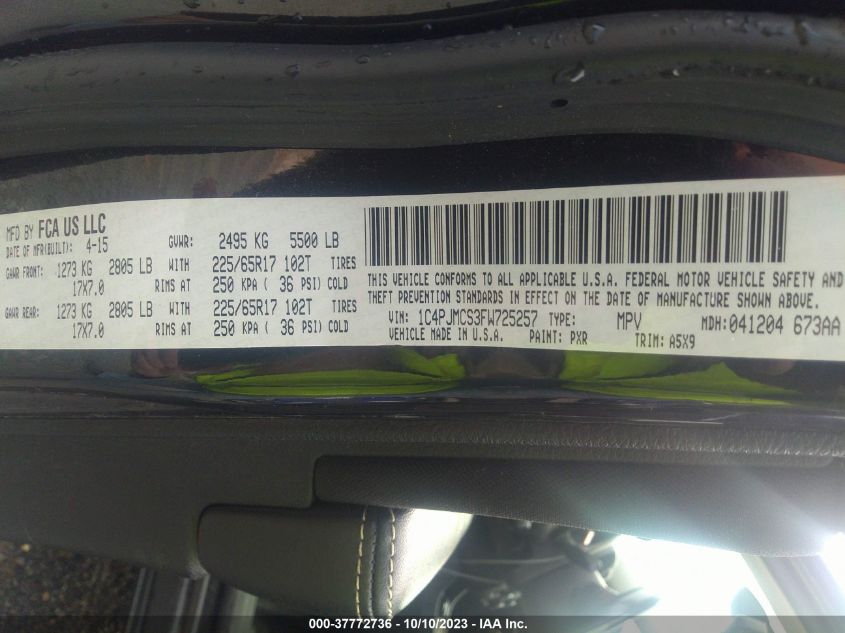 MFD BY FCA US LLC
DATE OF MFR(BUILT): 4-15
GVWR: 2495 KG 5500 LB
GAWR FRONT: 1273 KG 2805 LB WITH 225/65R17 102T TIRES
17X7.0 RIMS AT 250 KPA ( 36 PSI) COLD
GAWR REAR: 1273 KG 2805 LB WITH 225/65R17 102T TIRES
17X7.0 RIMS AT 250 KPA ( 36 PSI) COLD
THIS VEHICLE CONFORMS TO ALL APPLICABLE U.S.A. FEDERAL MOTOR VEHICLE SAFETY AND
THEFT PREVENTION STANDARDS IN EFFECT ON THE DATE OF MANUFACTURE SHOWN ABOVE.
VIN: 1C4PJMCS3FW725257 TYPE: MPV MDH:041204 673AA
VEHICLE MADE IN U.S.A. PAINT: PXR TRIM: A5X9
000-37772736 - 10/10/2023 - IAA Inc.